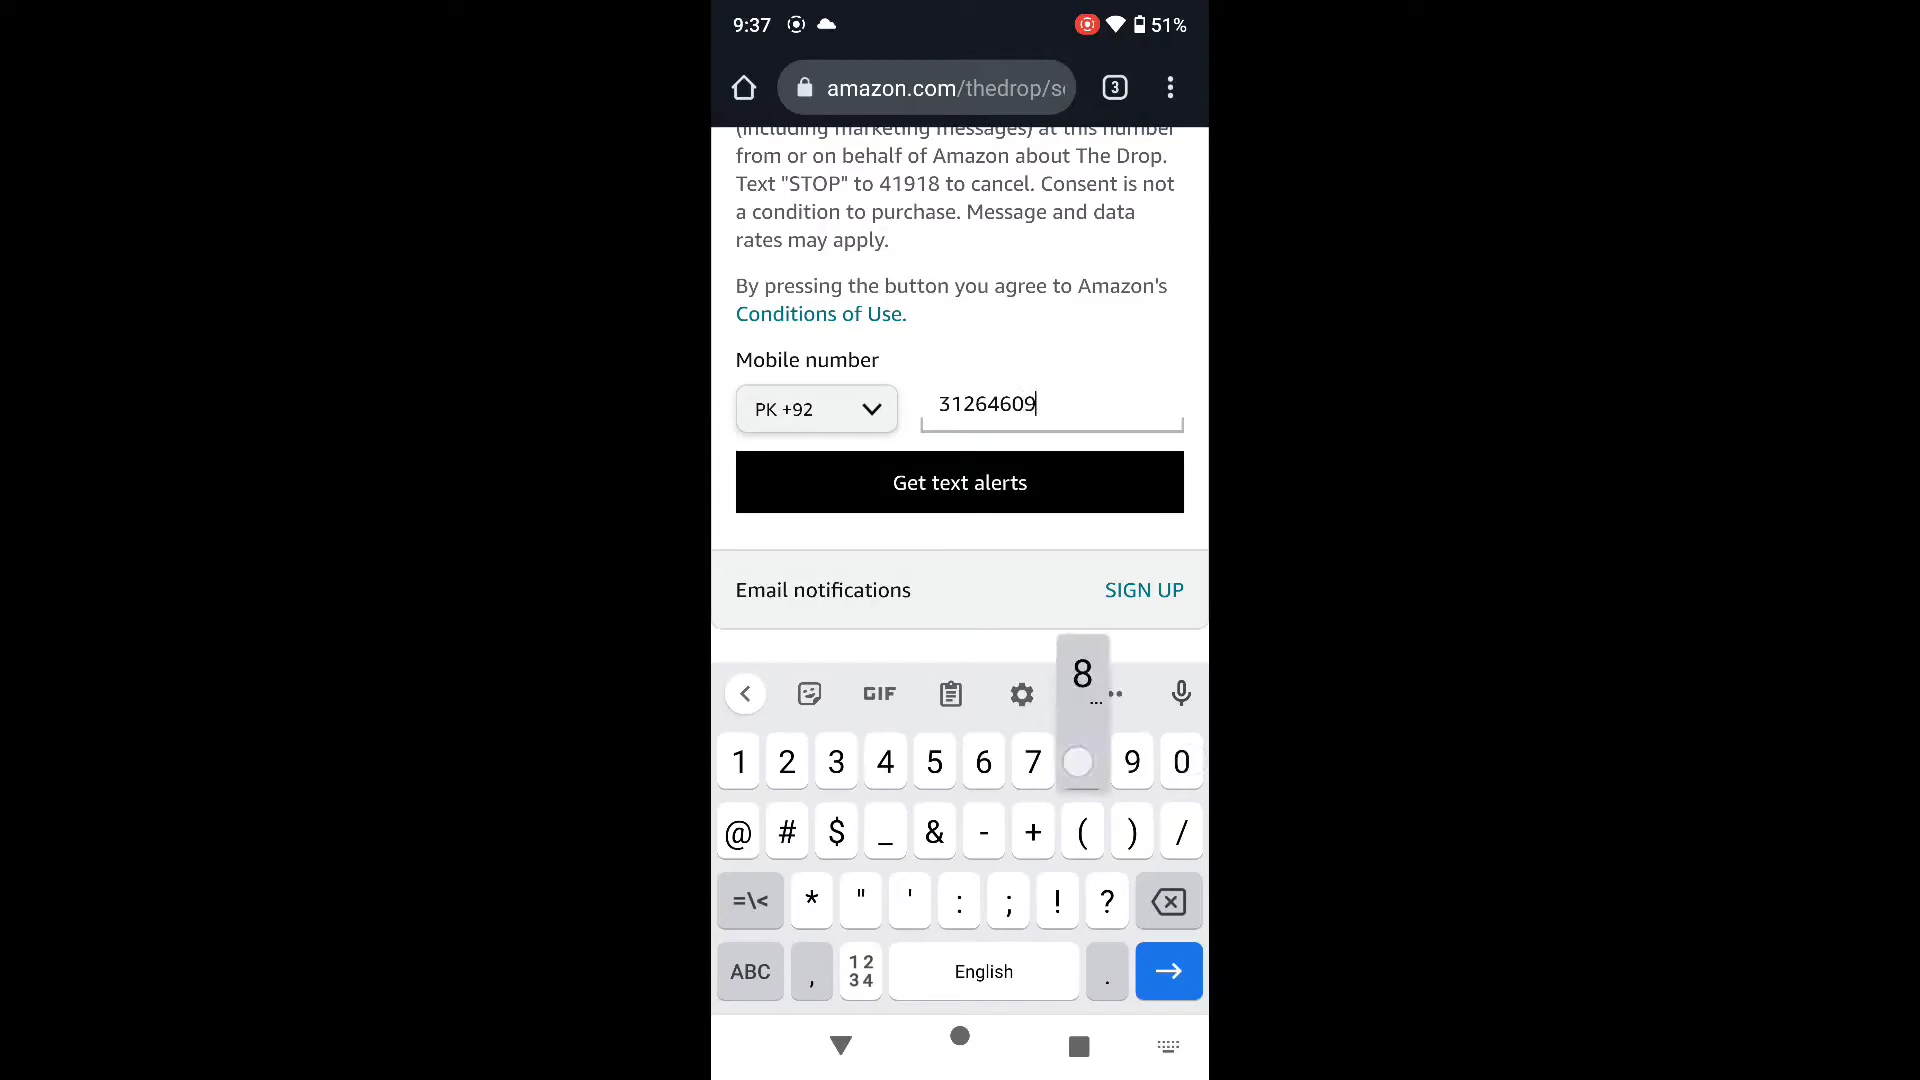 9:37 51%
amazon.com/thedrop/s
3
(including marketing messages) at this number
from or on behalf of Amazon about The Drop.
Text "STOP" to 41918 to cancel. Consent is not
a condition to purchase. Message and data
rates may apply.
By pressing the button you agree to Amazon's
Conditions of Use.
Mobile number
PK +92 31264609
Get text alerts
Email notifications SIGN UP
8
...
GIF
1 2 3 4 5 6 7 9 0
@ # $ _ & - + ( ) /
=\< * " ' : ; ! ?
ABC , 1 2 3 4 English .